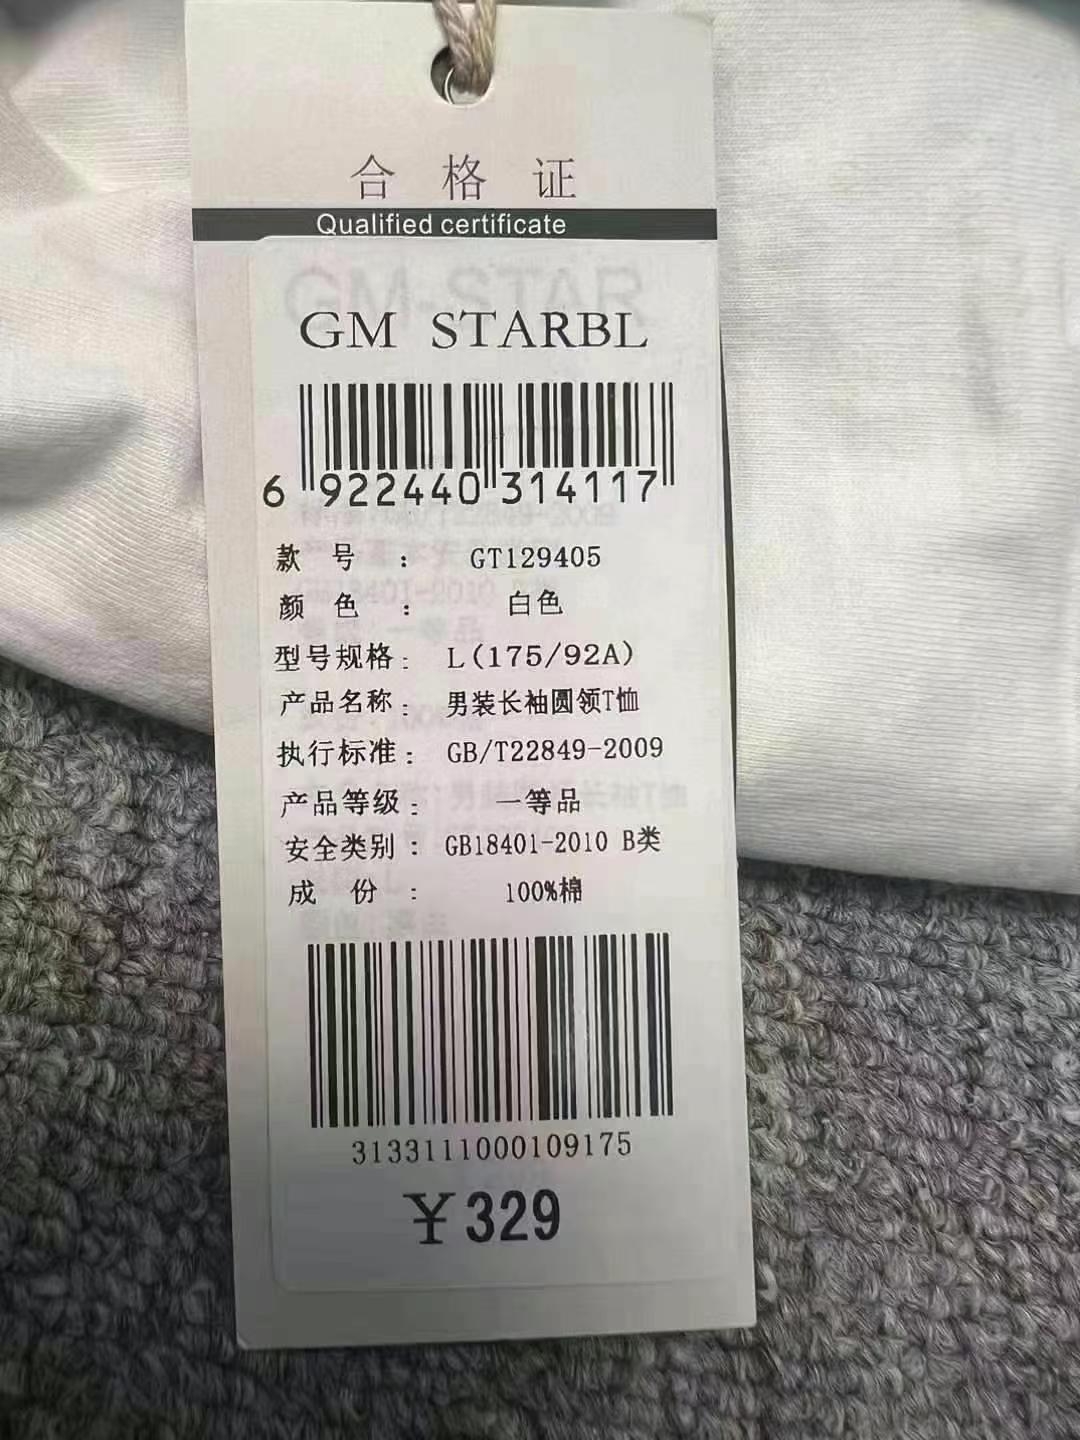 合格证
Qualified certificate
GM-STAR
GM STARBL
6 922440 314117
款号： GT129405
颜色： 白色
型号规格： L(175/92A)
产品名称： 男装长袖圆领T恤
执行标准： GB/T22849-2009
产品等级： 一等品
安全类别： GB18401-2010 B类
成份： 100%棉
3133111000109175
￥329